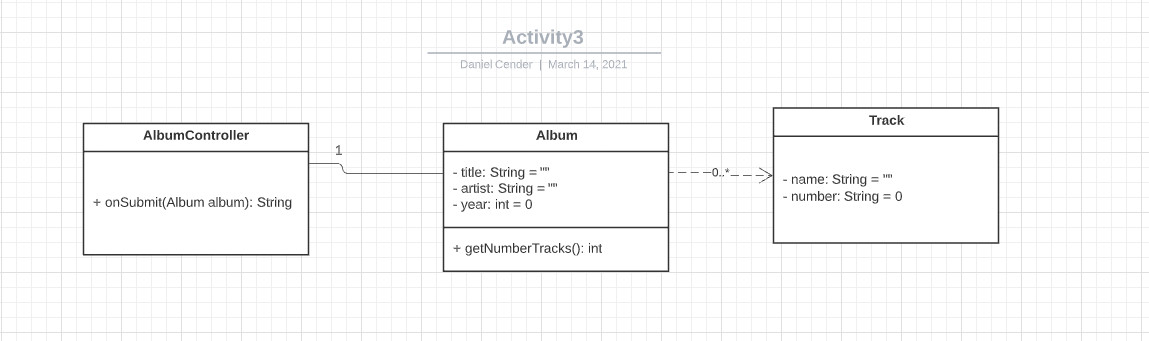 Activity3
Daniel Cender | March 14, 2021
AlbumController
+ onSubmit(Album album): String
1
Album
- title: String = ""
- artist: String = ""
- year: int = 0
+ getNumberTracks(): int
0..*
Track
- name: String = ""
- number: String = 0